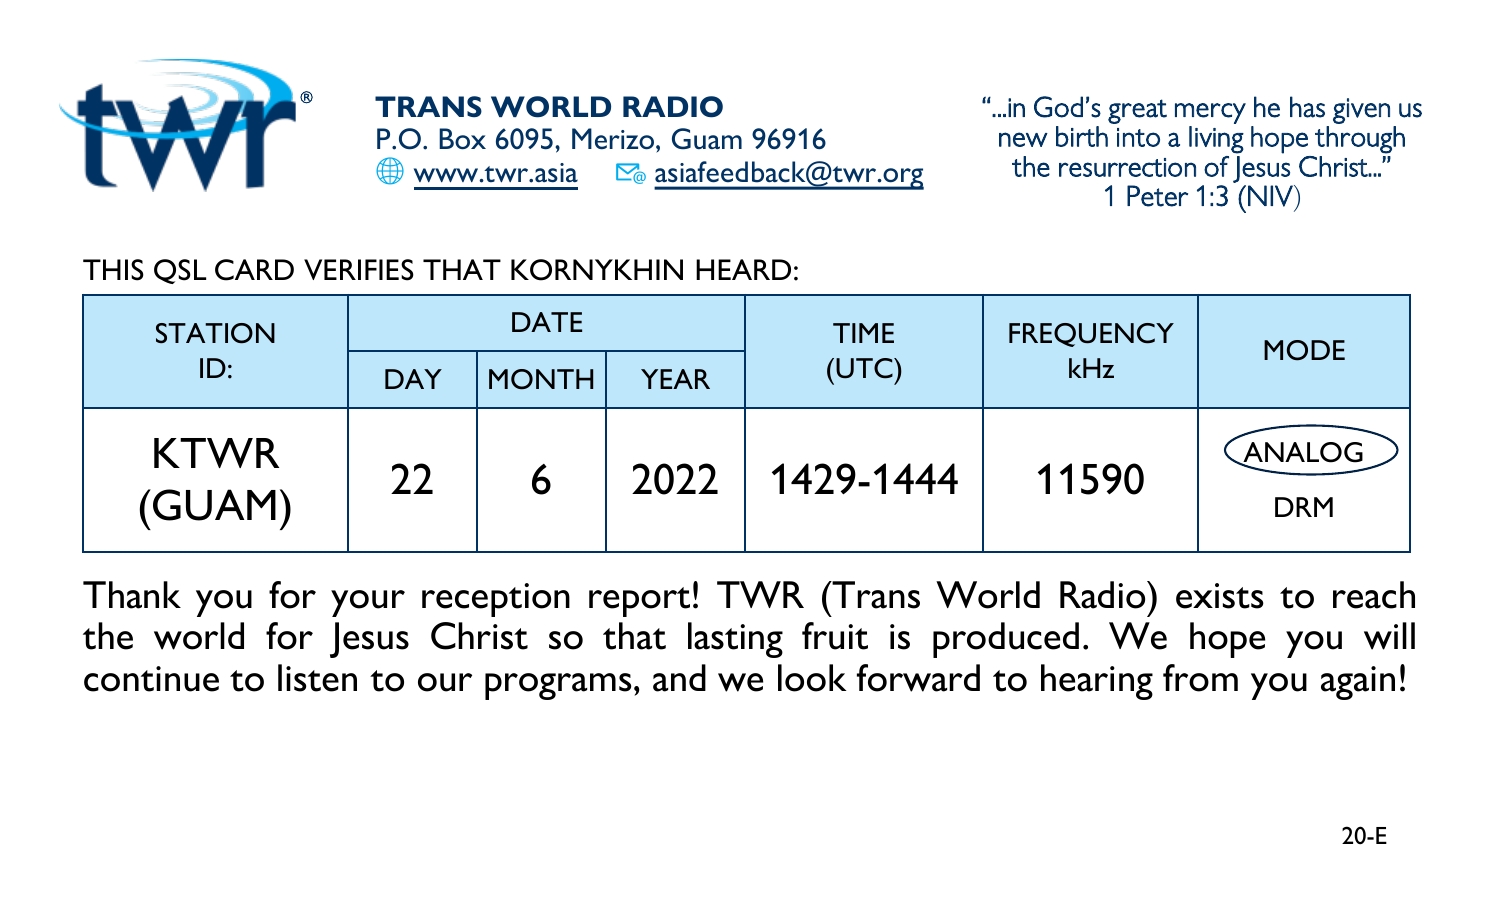 twr®
TRANS WORLD RADIO
P.O. Box 6095, Merizo, Guam 96916
www.twr.asia asiafeedback@twr.org
“...in God’s great mercy he has given us
new birth into a living hope through
the resurrection of Jesus Christ...”
1 Peter 1:3 (NIV)
THIS QSL CARD VERIFIES THAT KORNYKHIN HEARD:
STATION
ID:
DATE
DAY MONTH YEAR
TIME
(UTC)
FREQUENCY
kHz
MODE
KTWR
(GUAM)
22 6 2022 1429-1444 11590
ANALOG
DRM
Thank you for your reception report! TWR (Trans World Radio) exists to reach
the world for Jesus Christ so that lasting fruit is produced. We hope you will
continue to listen to our programs, and we look forward to hearing from you again!
20-E